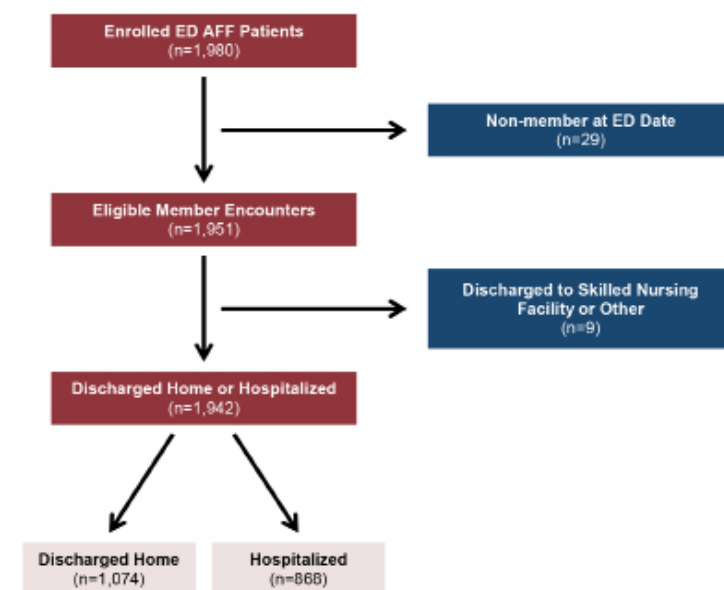 Enrolled ED AFF Patients
(n=1,980)
Non-member at ED Date
(n=29)
Eligible Member Encounters
(n=1,951)
Discharged to Skilled Nursing
Facility or Other
(n=9)
Discharged Home or Hospitalized
(n=1,942)
Discharged Home
(n=1,074)
Hospitalized
(n=868)